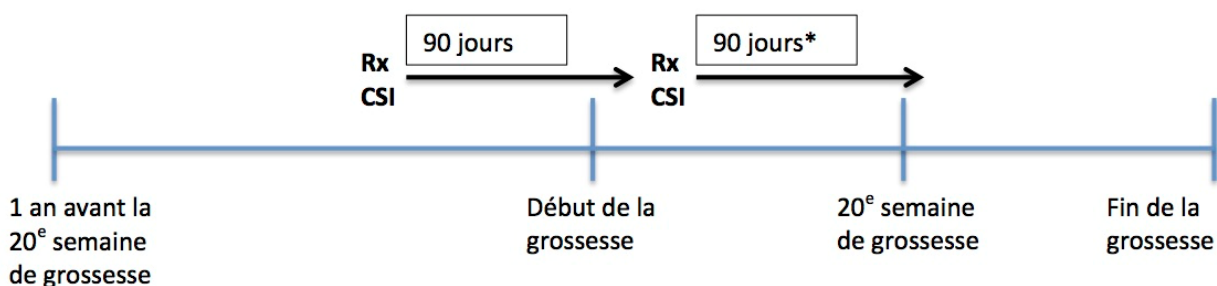 90 jours
Rx
CSI
90 jours*
Rx
CSI
1 an avant la
20e semaine
de grossesse
Début de la
grossesse
20e semaine
de grossesse
Fin de la
grossesse